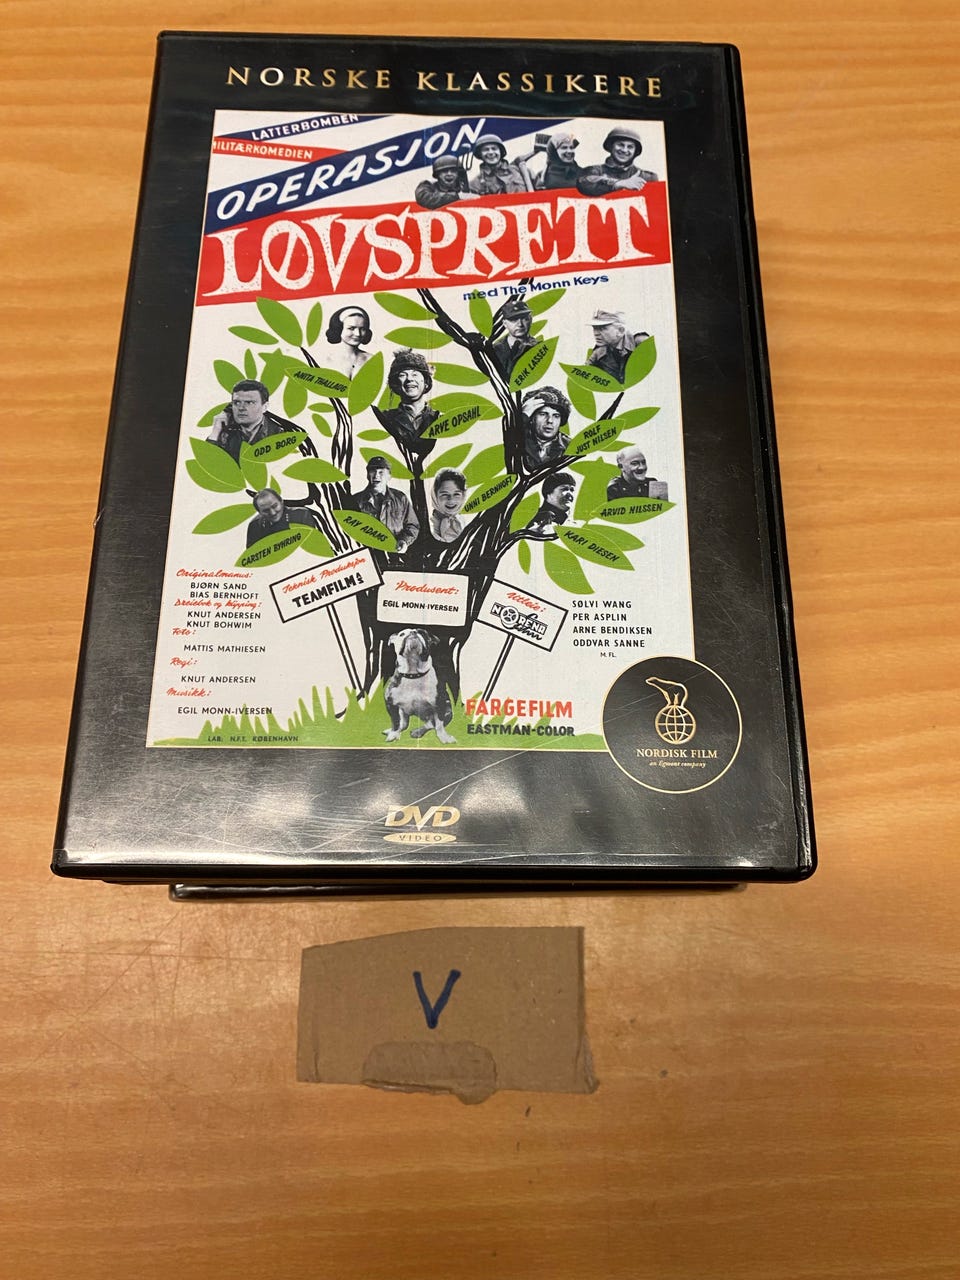 NORSKE KLASSIKERE
LATTERBOMBEN
MILITÆRKOMEDIEN
OPERASJON
LØVSPRETT
med The Monn Keys
ANITA THALLAUG
ERIK LASSEN
TORE FOSS
ARVE OPSAHL
ODD BORG
ROLF
JUST NILSEN
UNNI BERNHOFT
ARVID NILSSEN
CARSTEN BYHRING
RAY ADAMS
KARI DIESEN
Originalmanus:
BJØRN SAND
BIAS BERNHOFT
Dreiebok og klipping:
KNUT ANDERSEN
KNUT BOHWIM
Foto:
MATTIS MATHIESEN
Regi:
KNUT ANDERSEN
Musikk:
EGIL MONN-IVERSEN
Teknisk Produksjon
TEAMFILM A/S
Produsent:
EGIL MONN-IVERSEN
Utleie:
NORENA
film
SØLVI WANG
PER ASPLIN
ARNE BENDIKSEN
ODDVAR SANNE
M. FL.
FARGEFILM
EASTMAN-COLOR
LAB: N.F.T. KØBENHAVN
NORDISK FILM
an Egmont company
DVD
VIDEO
V